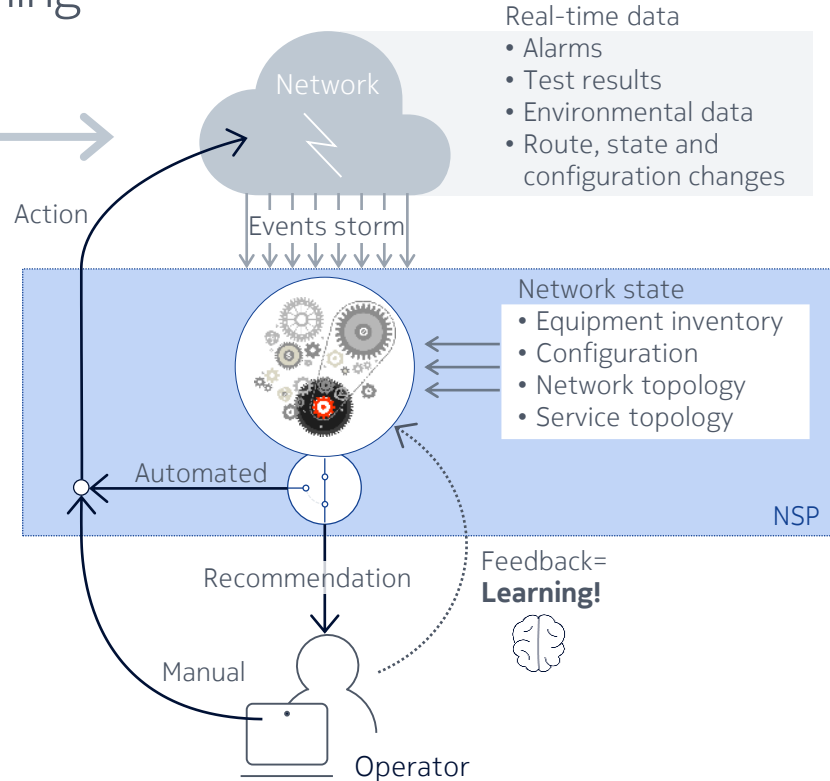 Real-time data
• Alarms
• Test results
• Environmental data
• Route, state and
configuration changes
Network
Action
Events storm
Network state
• Equipment inventory
• Configuration
• Network topology
• Service topology
Automated
NSP
Recommendation
Feedback=
Learning!
Manual
Operator